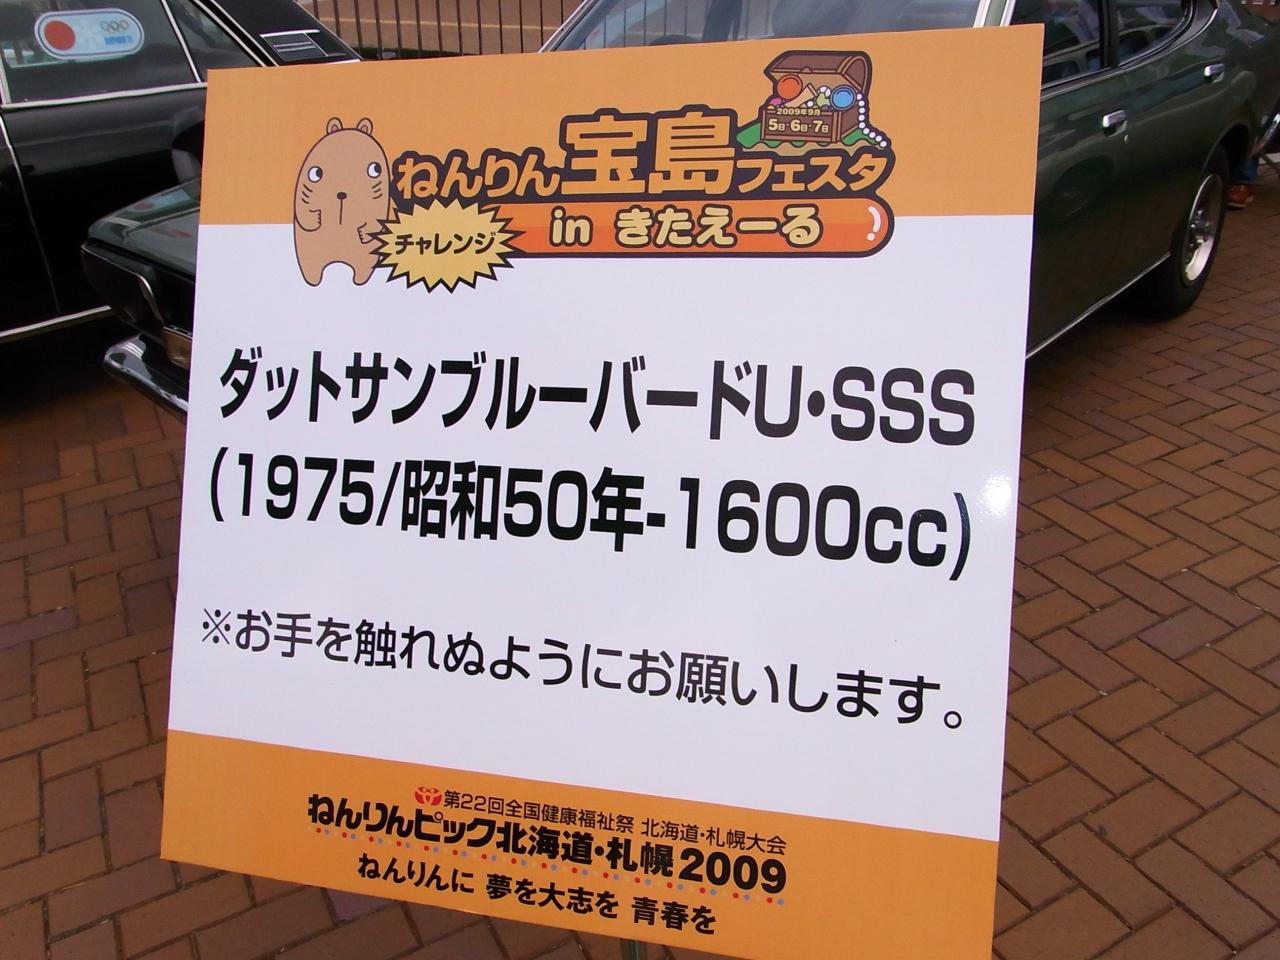 2009年9月
5日・6日・7日
ねんりん宝島フェスタ
チャレンジ in きたえーる
ダットサンブルーバードU・SSS
(1975/昭和50年-1600cc)
※お手を触れぬようにお願いします。
第22回全国健康福祉祭 北海道・札幌大会
ねんりんピック北海道・札幌2009
ねんりんに 夢を大志を 青春を